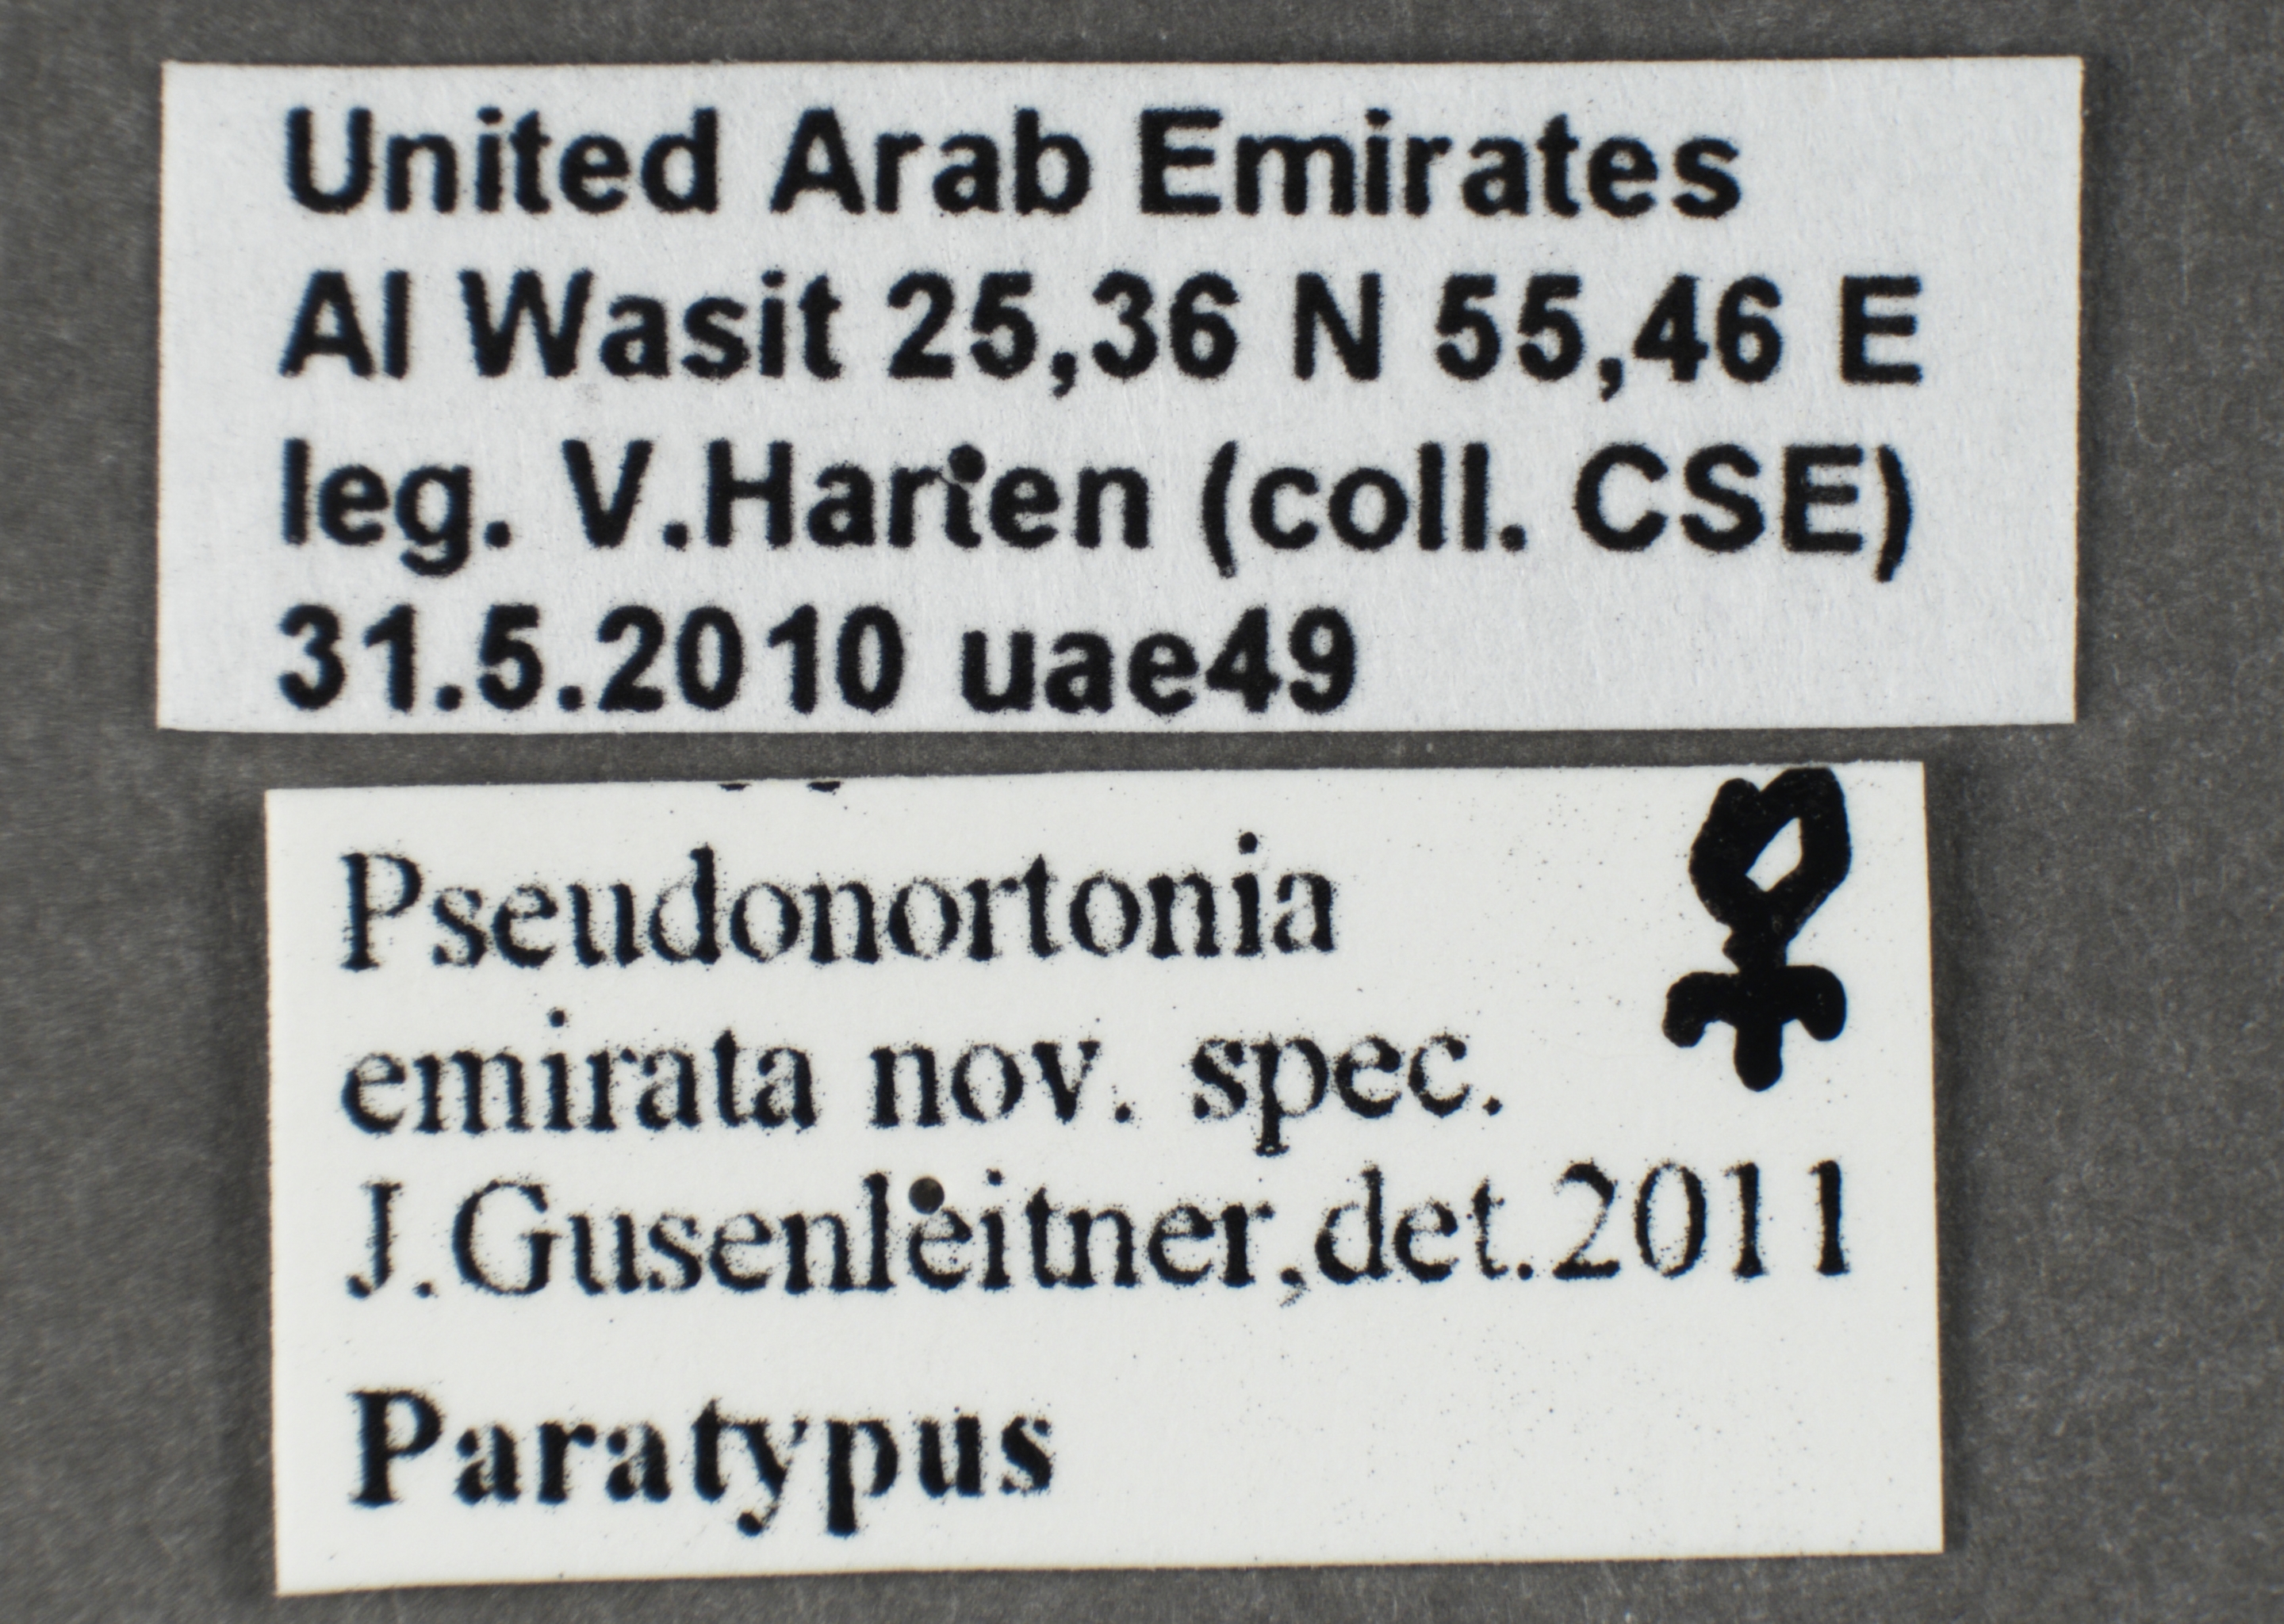 United Arab Emirates
Al Wasit 25,36 N 55,46 E
leg. V.Harten (coll. CSE)
31.5.2010 uae49
Pseudonortonia ♀
emirata nov. spec.
J.Gusenleitner,det.2011
Paratypus